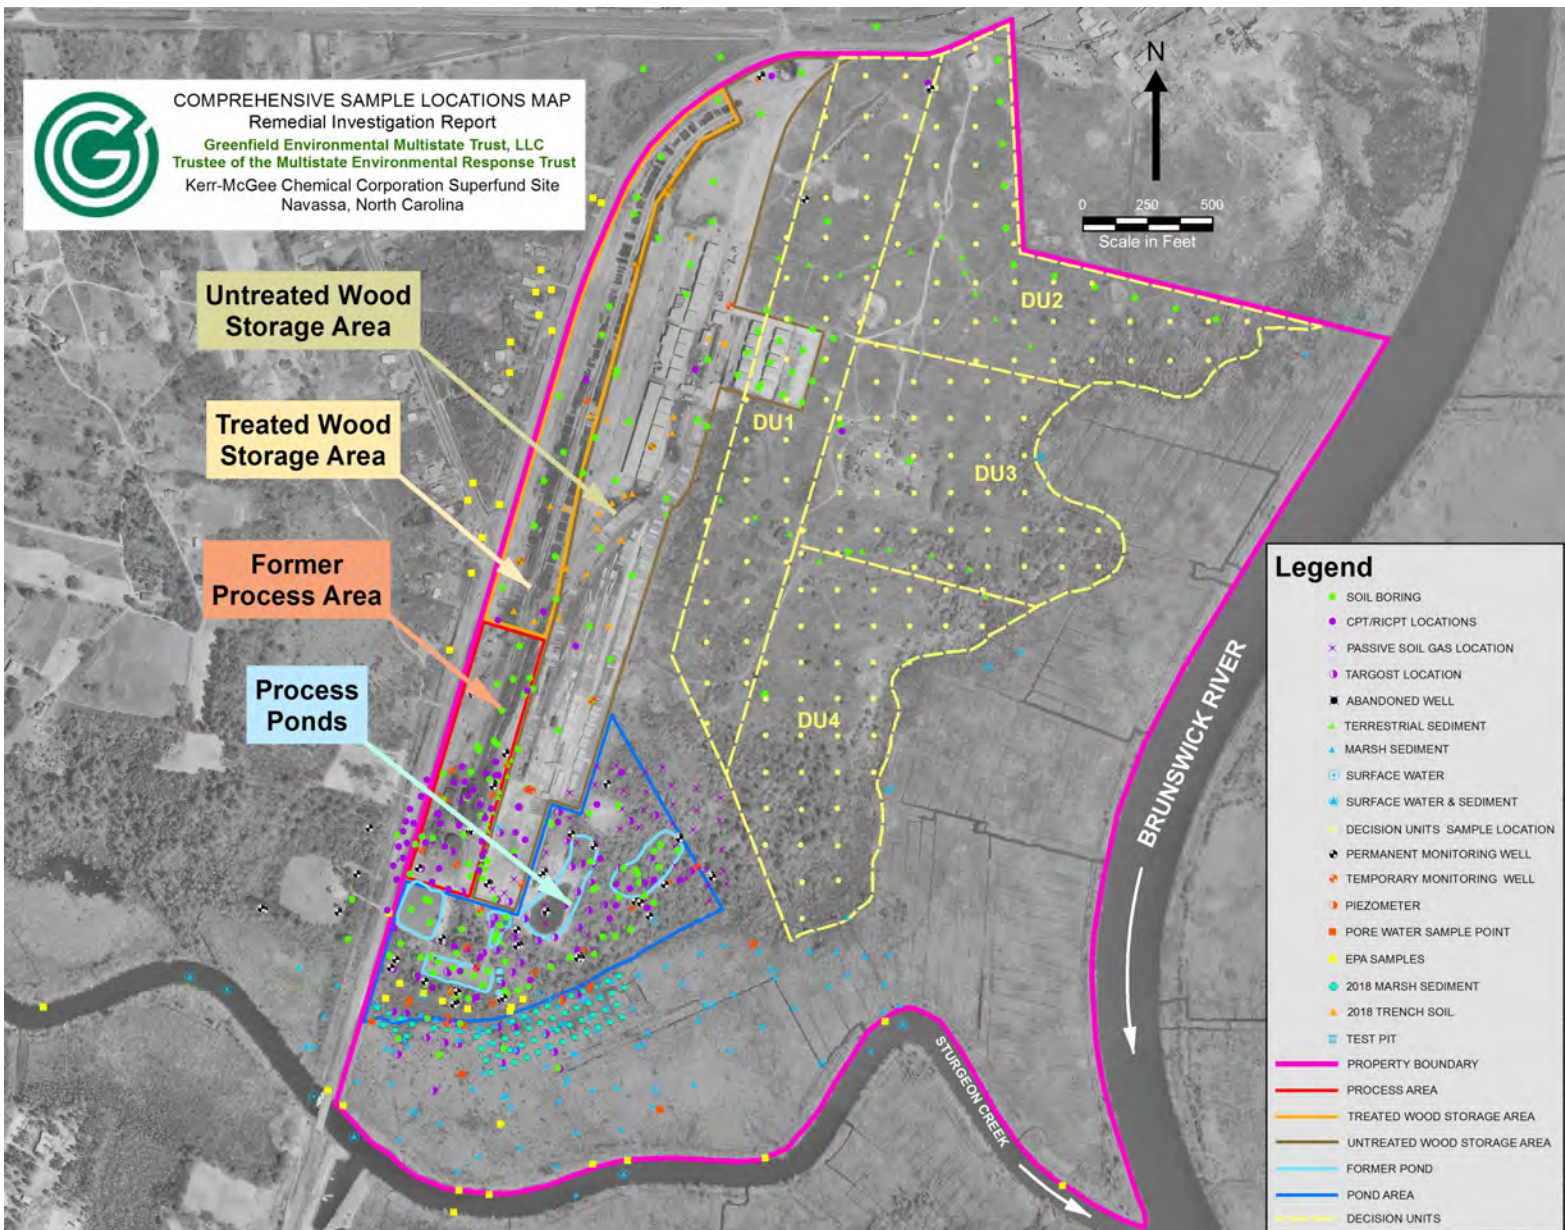 COMPREHENSIVE SAMPLE LOCATIONS MAP
Remedial Investigation Report
Greenfield Environmental Multistate Trust, LLC
Trustee of the Multistate Environmental Response Trust
Kerr-McGee Chemical Corporation Superfund Site
Navassa, North Carolina
N
0 250 500
Scale in Feet
Untreated Wood
Storage Area
Treated Wood
Storage Area
Former
Process Area
Process
Ponds
DU2
DU1
DU3
DU4
BRUNSWICK RIVER
STURGEON CREEK
Legend
SOIL BORING
CPT/RICPT LOCATIONS
PASSIVE SOIL GAS LOCATION
TARGOST LOCATION
ABANDONED WELL
TERRESTRIAL SEDIMENT
MARSH SEDIMENT
SURFACE WATER
SURFACE WATER & SEDIMENT
DECISION UNITS SAMPLE LOCATION
PERMANENT MONITORING WELL
TEMPORARY MONITORING WELL
PIEZOMETER
PORE WATER SAMPLE POINT
EPA SAMPLES
2018 MARSH SEDIMENT
2018 TRENCH SOIL
TEST PIT
PROPERTY BOUNDARY
PROCESS AREA
TREATED WOOD STORAGE AREA
UNTREATED WOOD STORAGE AREA
FORMER POND
POND AREA
DECISION UNITS